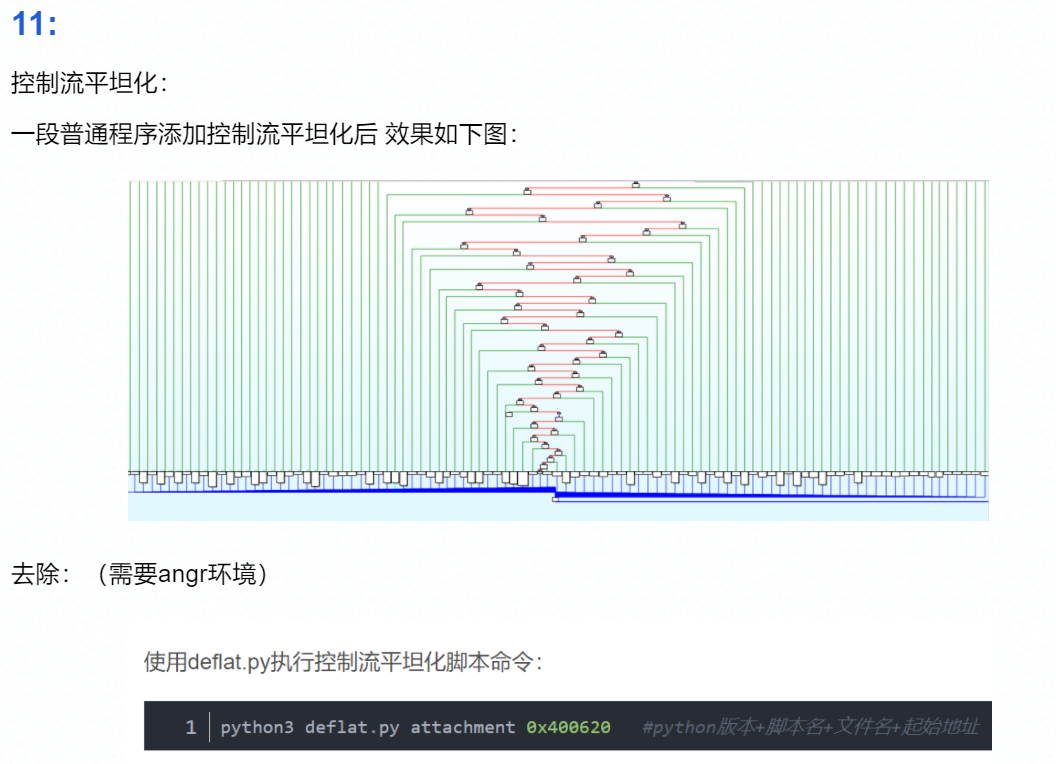 11:
控制流平坦化：
一段普通程序添加控制流平坦化后 效果如下图：
去除：（需要angr环境）
使用deflat.py执行控制流平坦化脚本命令：
1 python3 deflat.py attachment 0x400620 #python版本+脚本名+文件名+起始地址